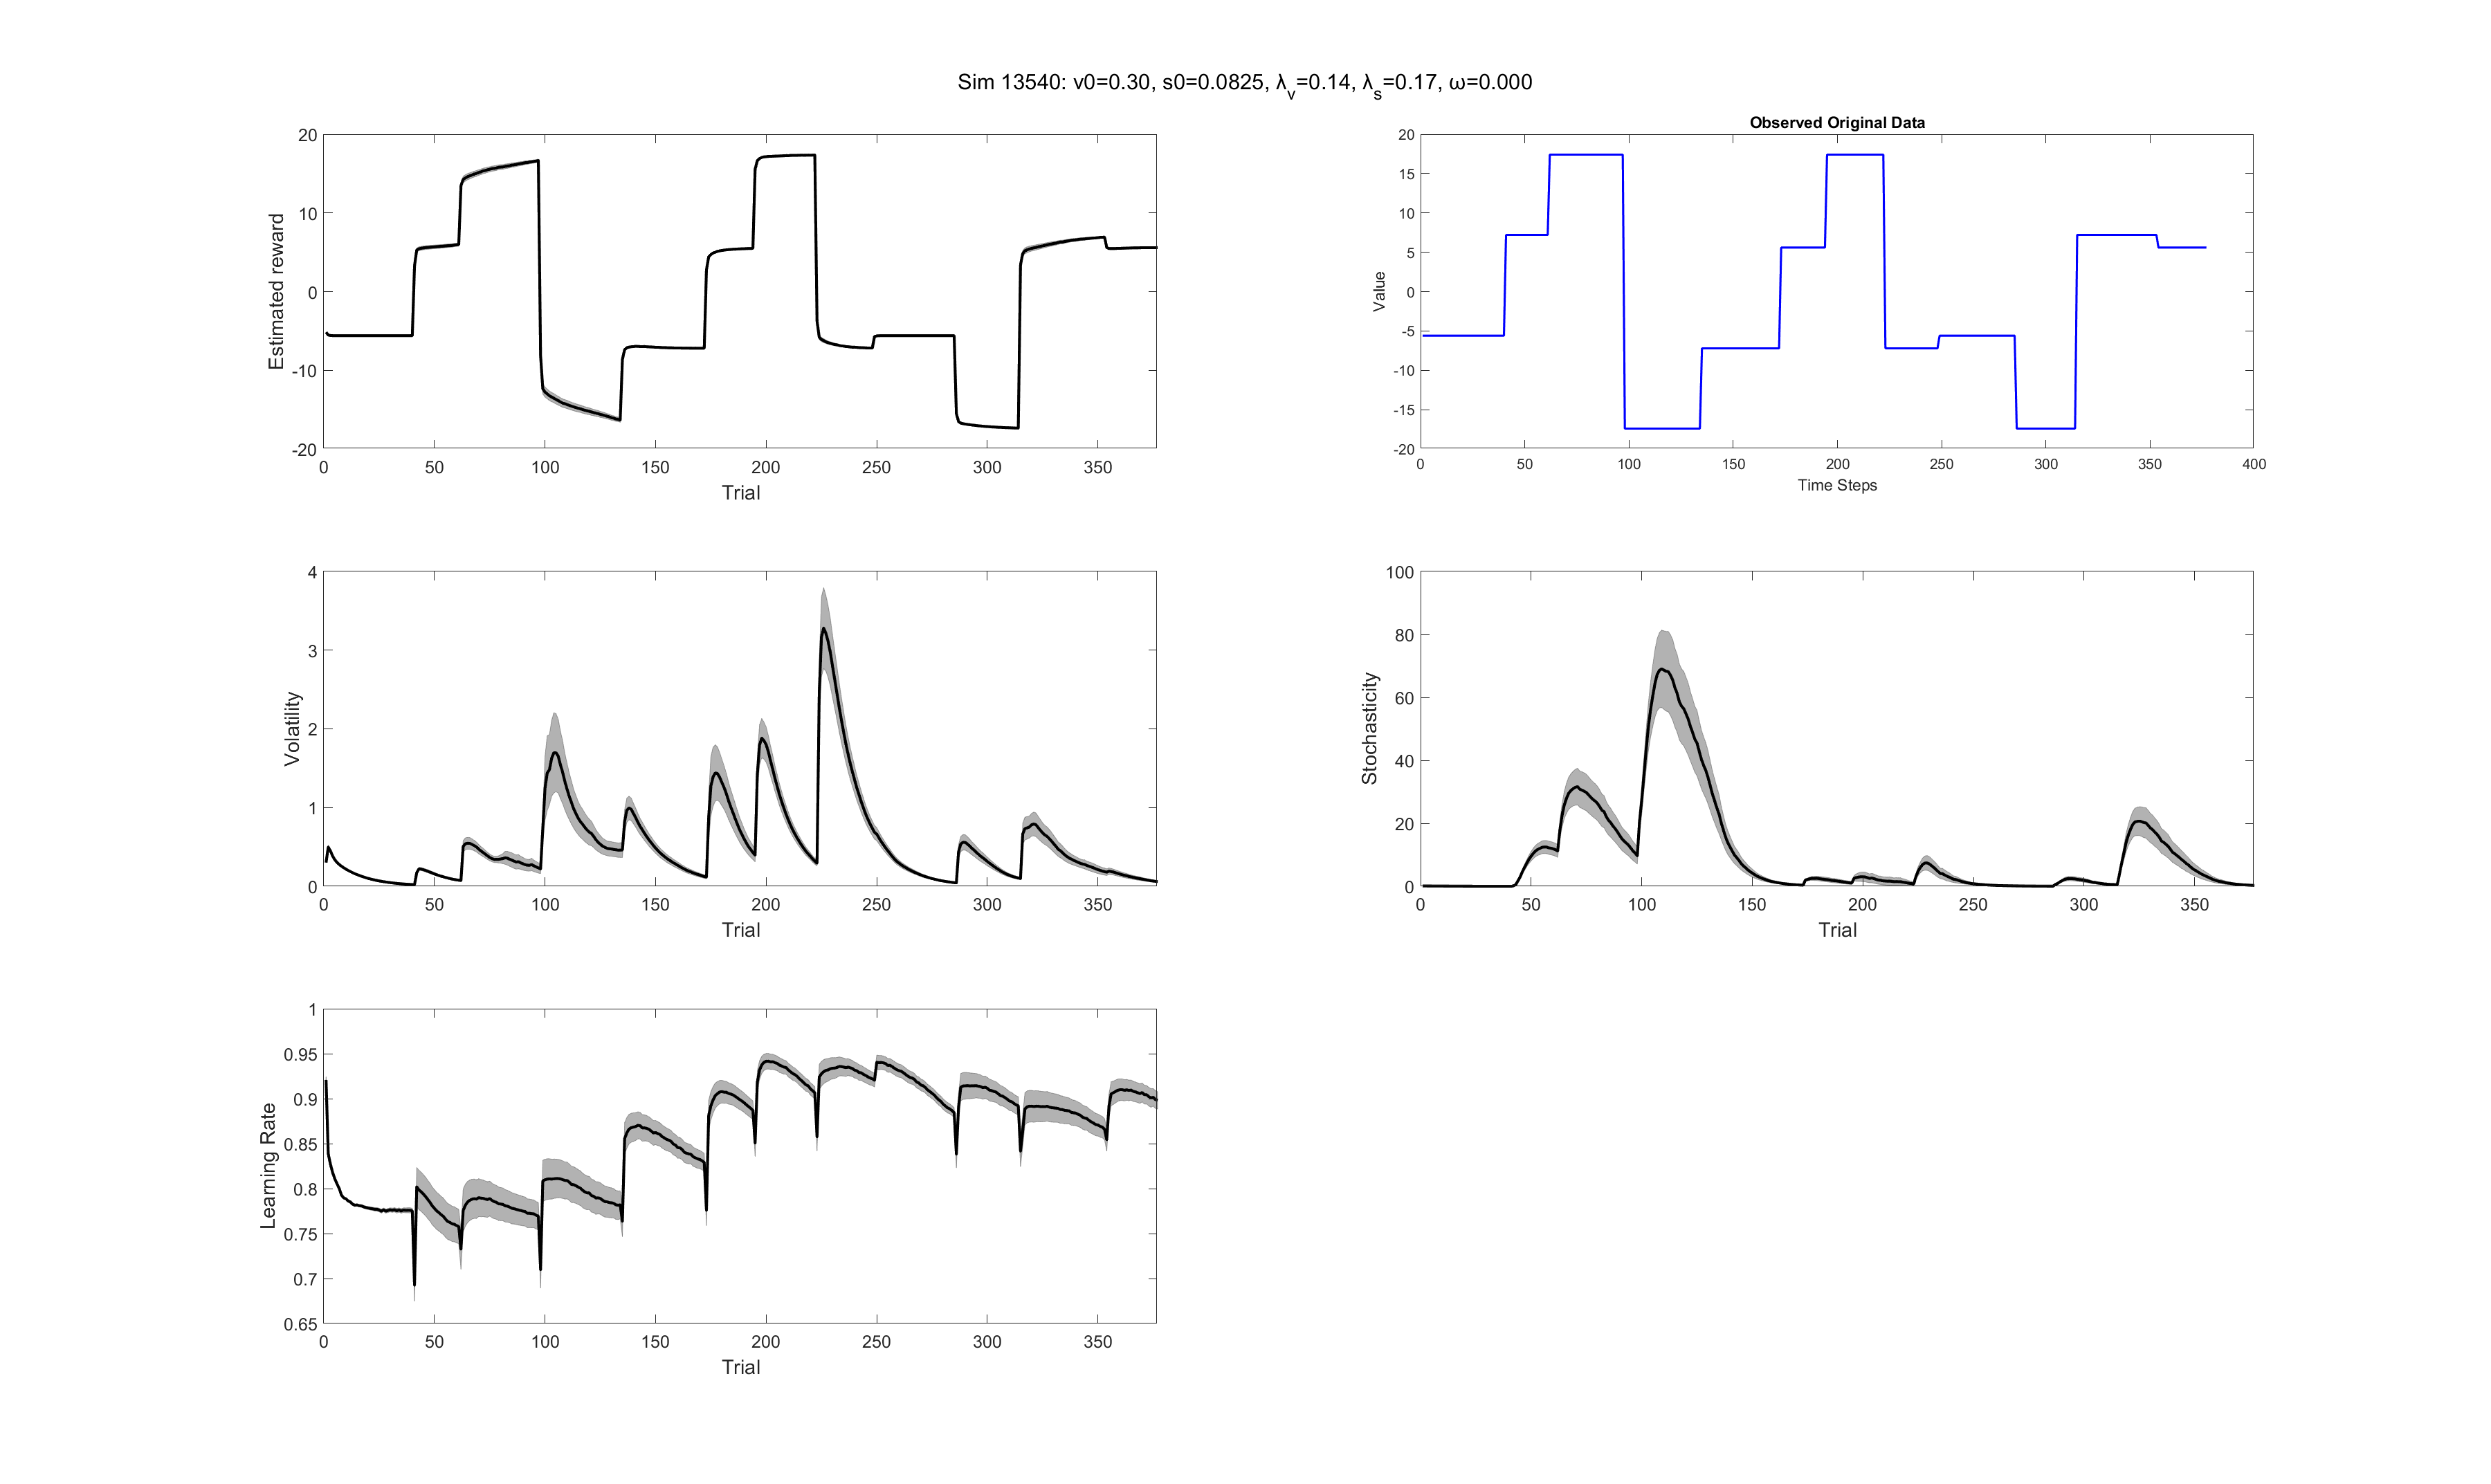 Sim 13540: v0=0.30, s0=0.0825, λv=0.14, λs=0.17, ω=0.000
20
10
0
-10
-20
Estimated reward
0 50 100 150 200 250 300 350
Trial
Observed Original Data
20
15
10
5
0
-5
-10
-15
-20
Value
0 50 100 150 200 250 300 350 400
Time Steps
4
3
2
1
0
Volatility
0 50 100 150 200 250 300 350
Trial
100
80
60
40
20
0
Stochasticity
0 50 100 150 200 250 300 350
Trial
1
0.95
0.9
0.85
0.8
0.75
0.7
0.65
Learning Rate
0 50 100 150 200 250 300 350
Trial